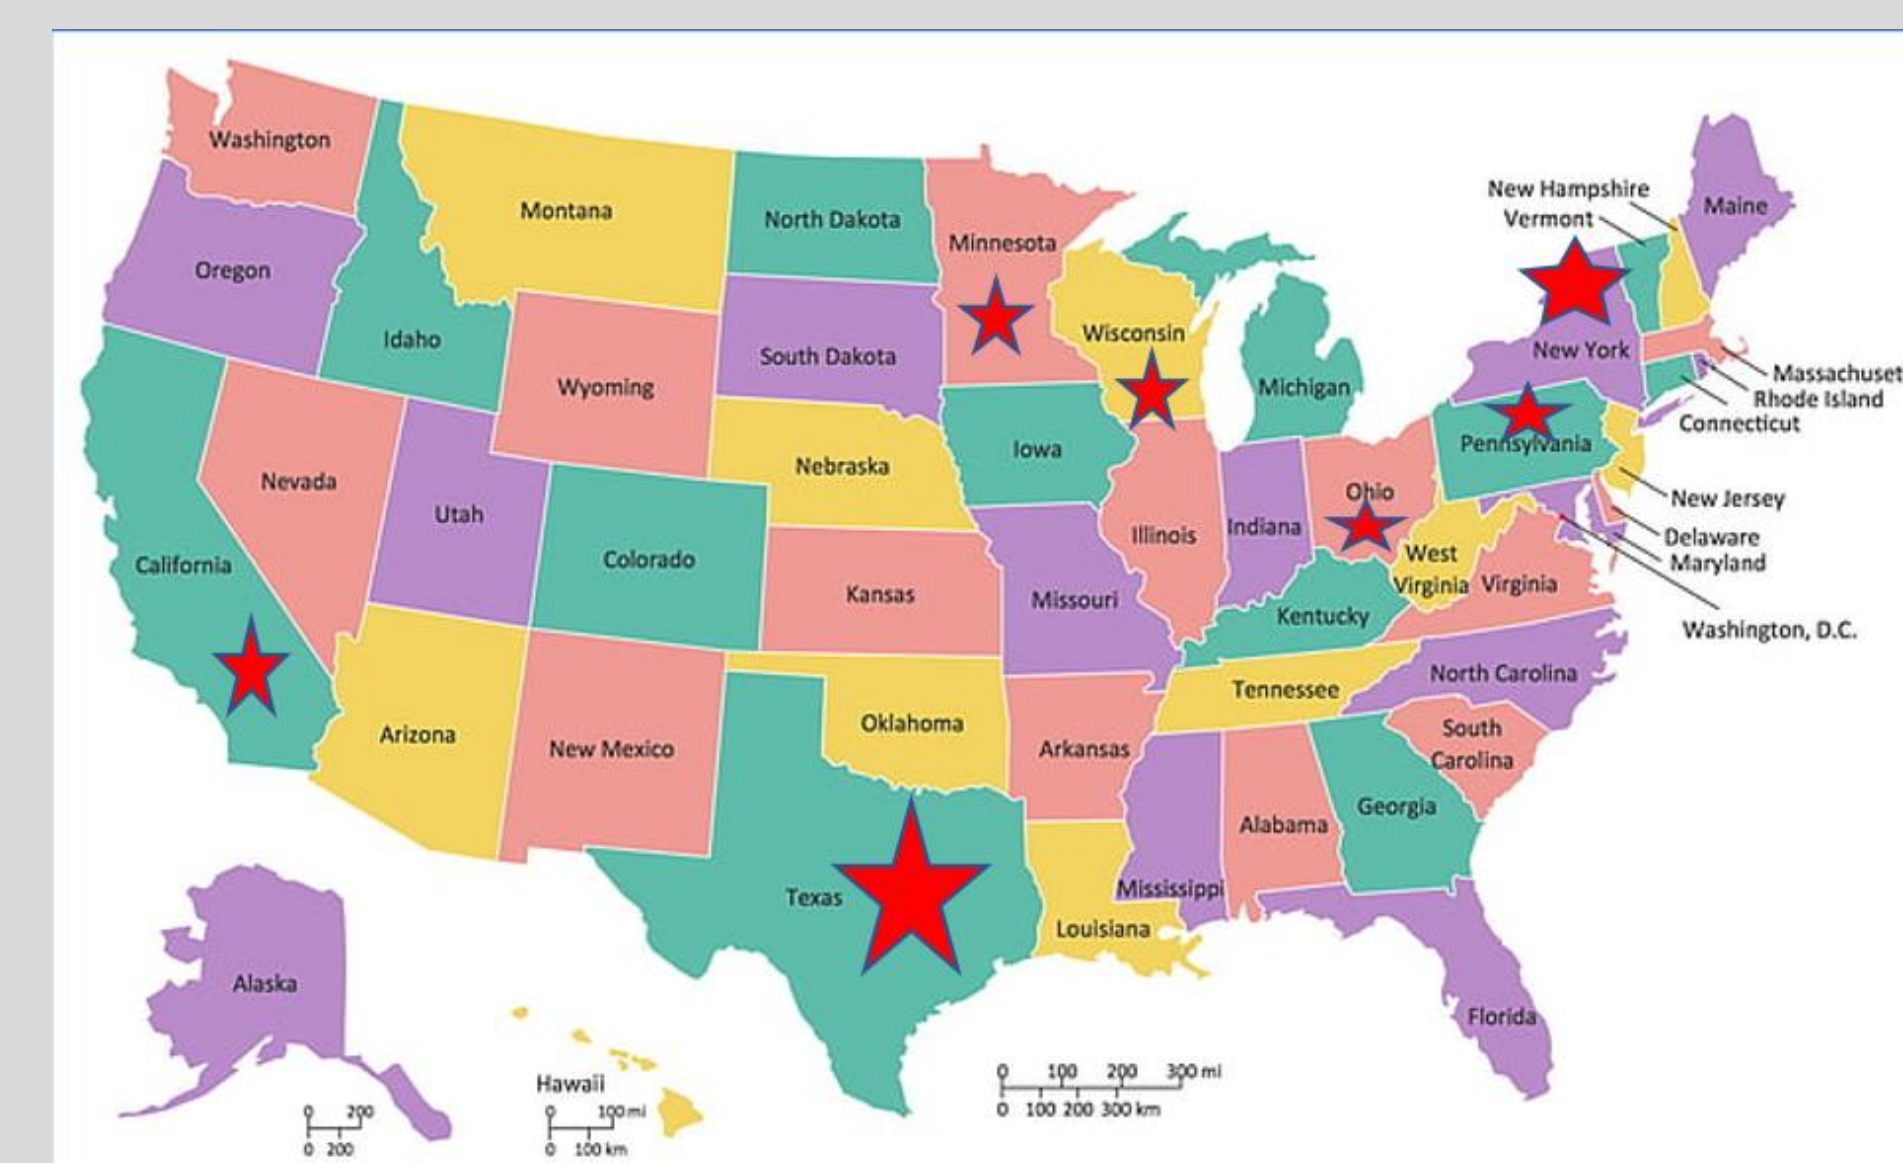 Washington
Montana
North Dakota
Minnesota
New Hampshire
Vermont
Maine
Oregon
Idaho
Wyoming
South Dakota
Wisconsin
Michigan
New York
Massachuset
Rhode Island
Connecticut
Pennsylvania
Nevada
Utah
Nebraska
Iowa
Illinois
Indiana
Ohio
New Jersey
Delaware
Maryland
Washington, D.C.
California
Colorado
Kansas
Missouri
Kentucky
West
Virginia
Virginia
Arizona
New Mexico
Oklahoma
Arkansas
Tennessee
North Carolina
South
Carolina
Texas
Louisiana
Mississippi
Alabama
Georgia
Florida
Alaska
Hawaii
0 200
0 200
0 100 mi
0 100 km
0 100 200 300 mi
0 100 200 300 km